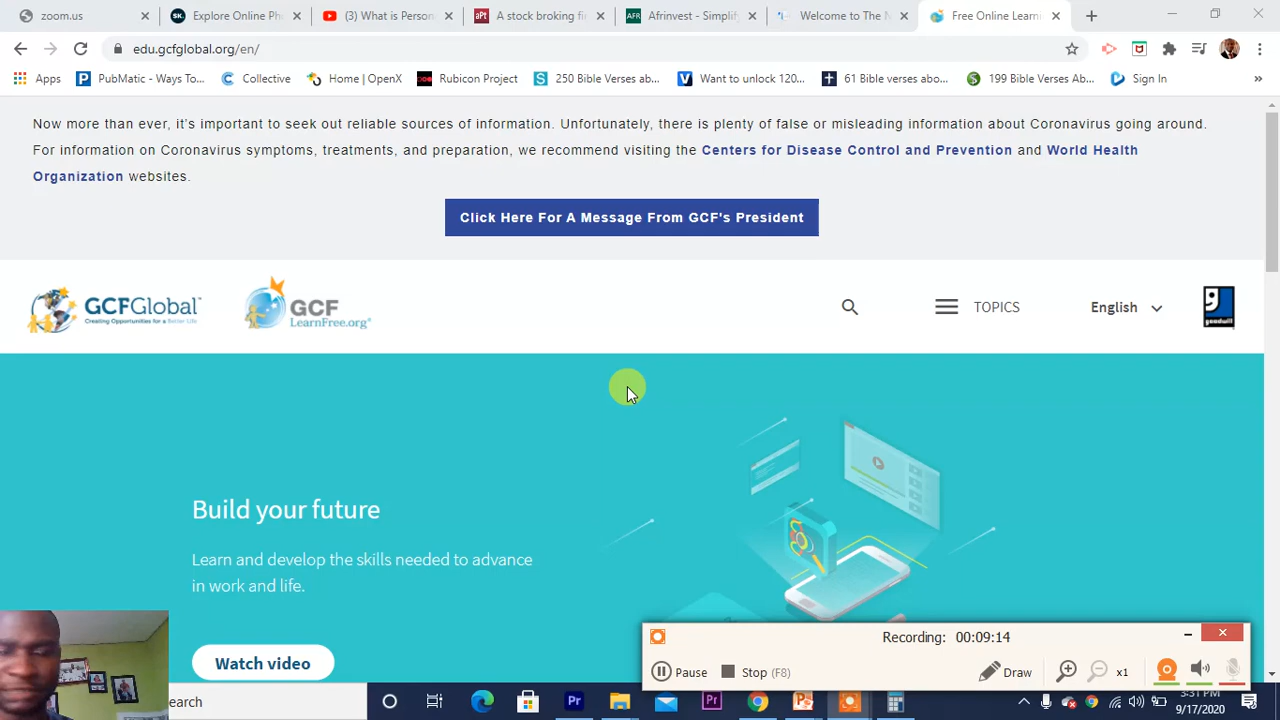 zoom.us
Explore Online Ph
(3) What is Person
A stock broking fi
Afrinvest - Simplify
Welcome to The N
Free Online Learn
edu.gcfglobal.org/en/
Apps
PubMatic - Ways To...
Collective
Home | OpenX
Rubicon Project
250 Bible Verses ab...
Want to unlock 120...
61 Bible verses abo...
199 Bible Verses Ab...
Sign In
Now more than ever, it's important to seek out reliable sources of information. Unfortunately, there is plenty of false or misleading information about Coronavirus going around.
For information on Coronavirus symptoms, treatments, and preparation, we recommend visiting the Centers for Disease Control and Prevention and World Health
Organization websites.
Click Here For A Message From GCF's President
GCFGlobal
Creating Opportunities for a Better Life
GCF
LearnFree.org®
TOPICS
English
goodwill
Build your future
Learn and develop the skills needed to advance
in work and life.
Watch video
Recording: 00:09:14
Pause
Stop (F8)
Draw
x1
earch
3:31 PM
9/17/2020